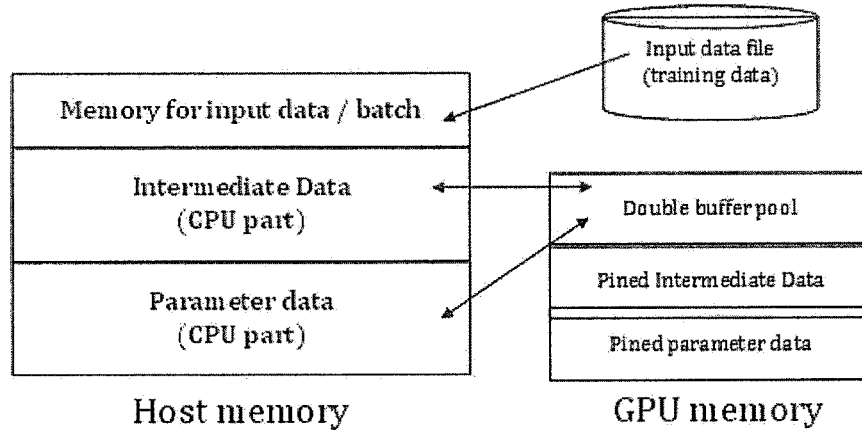 Input data file
(training data)
Memory for input data / batch
Intermediate Data
(CPU part)
Parameter data
(CPU part)
Host memory
Double buffer pool
Pined Intermediate Data
Pined parameter data
GPU memory